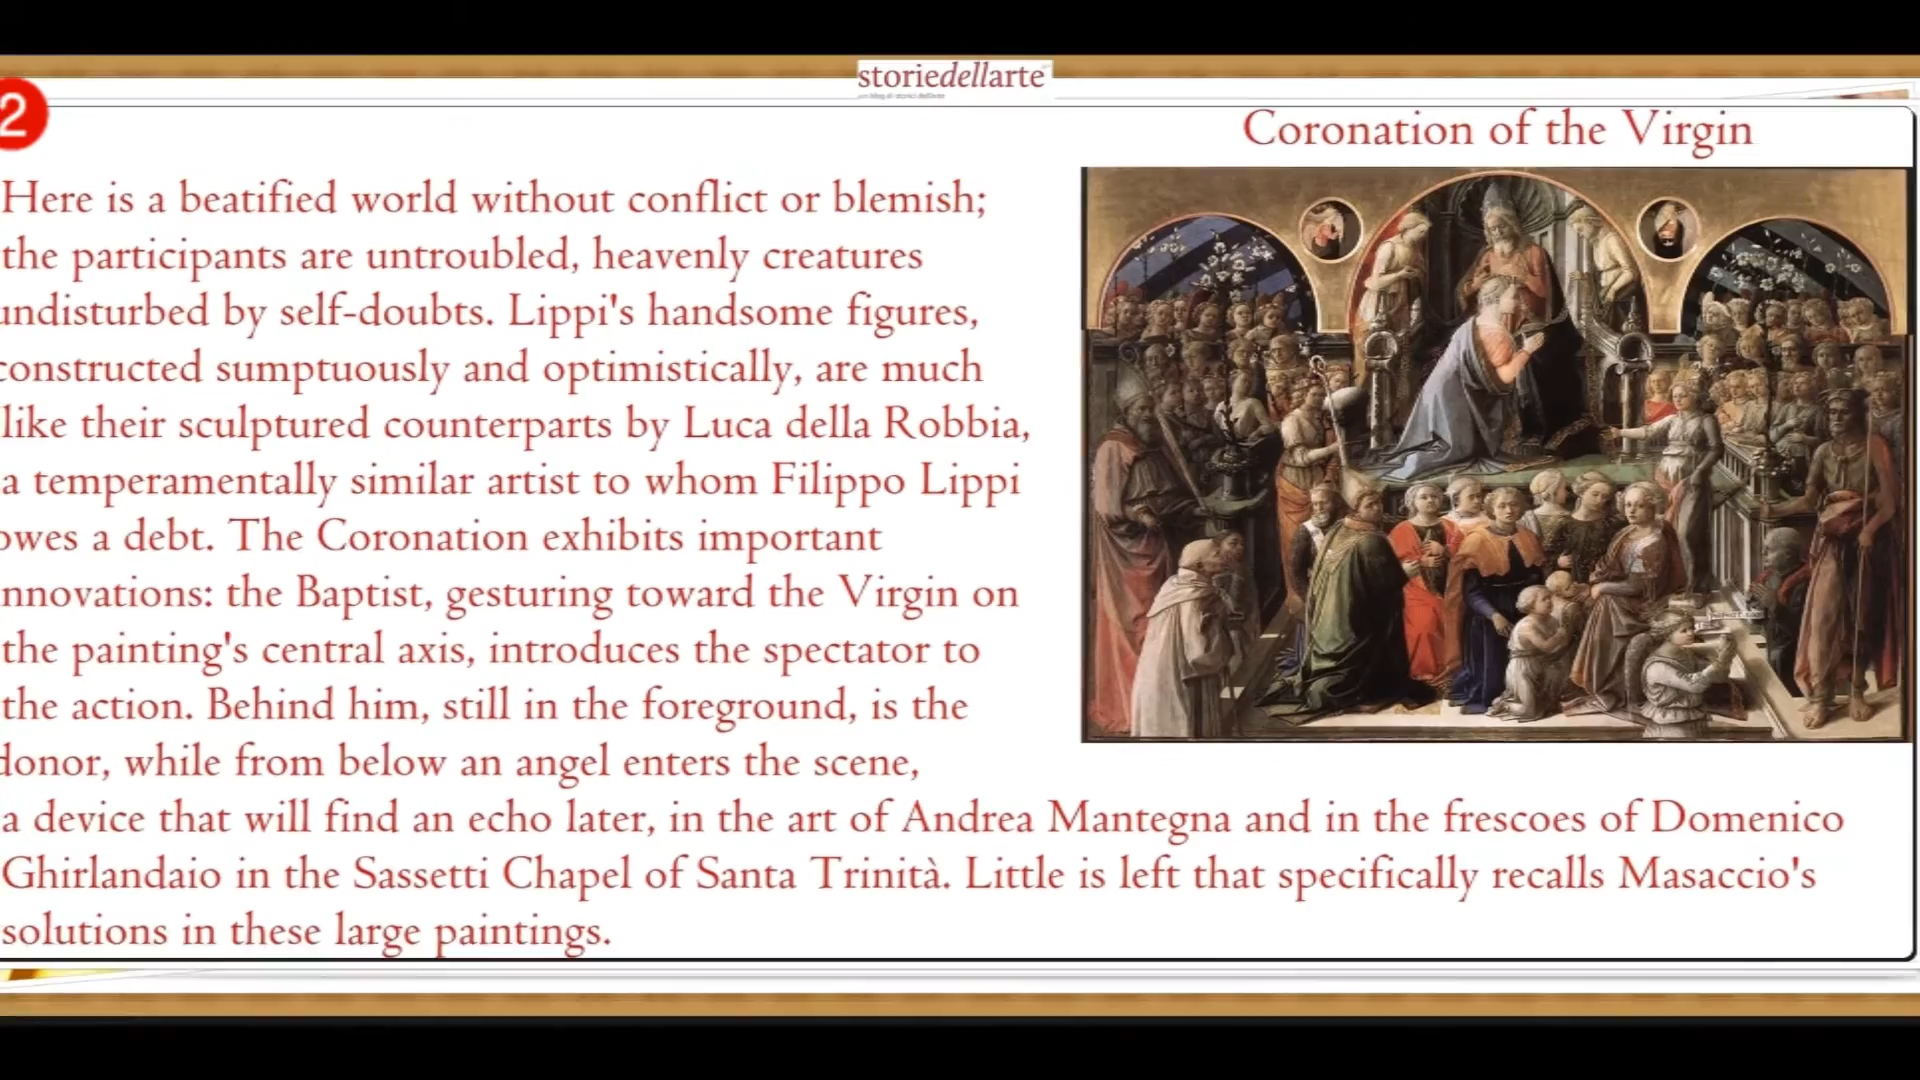 storiedellarte
2
Coronation of the Virgin
Here is a beatified world without conflict or blemish;
the participants are untroubled, heavenly creatures
undisturbed by self-doubts. Lippi's handsome figures,
constructed sumptuously and optimistically, are much
like their sculptured counterparts by Luca della Robbia,
a temperamentally similar artist to whom Filippo Lippi
owes a debt. The Coronation exhibits important
nnovations: the Baptist, gesturing toward the Virgin on
the painting's central axis, introduces the spectator to
the action. Behind him, still in the foreground, is the
donor, while from below an angel enters the scene,
a device that will find an echo later, in the art of Andrea Mantegna and in the frescoes of Domenico
Ghirlandaio in the Sassetti Chapel of Santa Trinità. Little is left that specifically recalls Masaccio's
solutions in these large paintings.